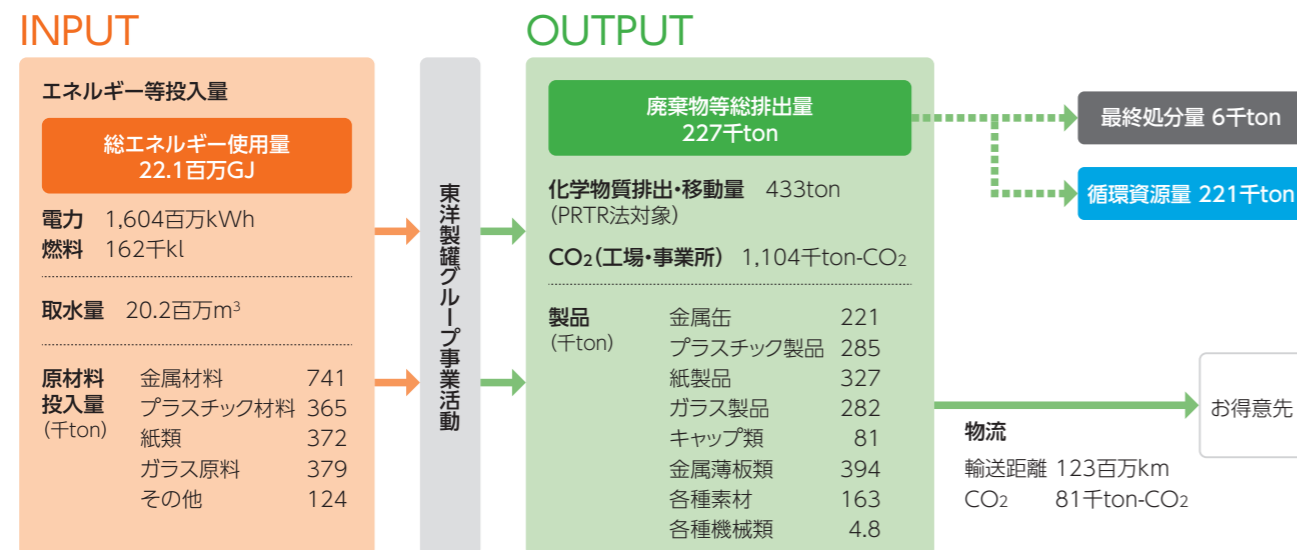 INPUT
エネルギー等投入量
総エネルギー使用量
22.1百万GJ
電力 1,604百万kWh
燃料 162千kl
取水量 20.2百万m³
原材料
投入量
(千ton)
金属材料 741
プラスチック材料 365
紙類 372
ガラス原料 379
その他 124
東洋製罐グループ事業活動
OUTPUT
廃棄物等総排出量
227千ton
化学物質排出・移動量 433ton
(PRTR法対象)
CO₂(工場・事業所) 1,104千ton-CO₂
製品
(千ton)
金属缶 221
プラスチック製品 285
紙製品 327
ガラス製品 282
キャップ類 81
金属薄板類 394
各種素材 163
各種機械類 4.8
最終処分量 6千ton
循環資源量 221千ton
物流
輸送距離 123百万km
CO₂ 81千ton-CO₂
お得意先